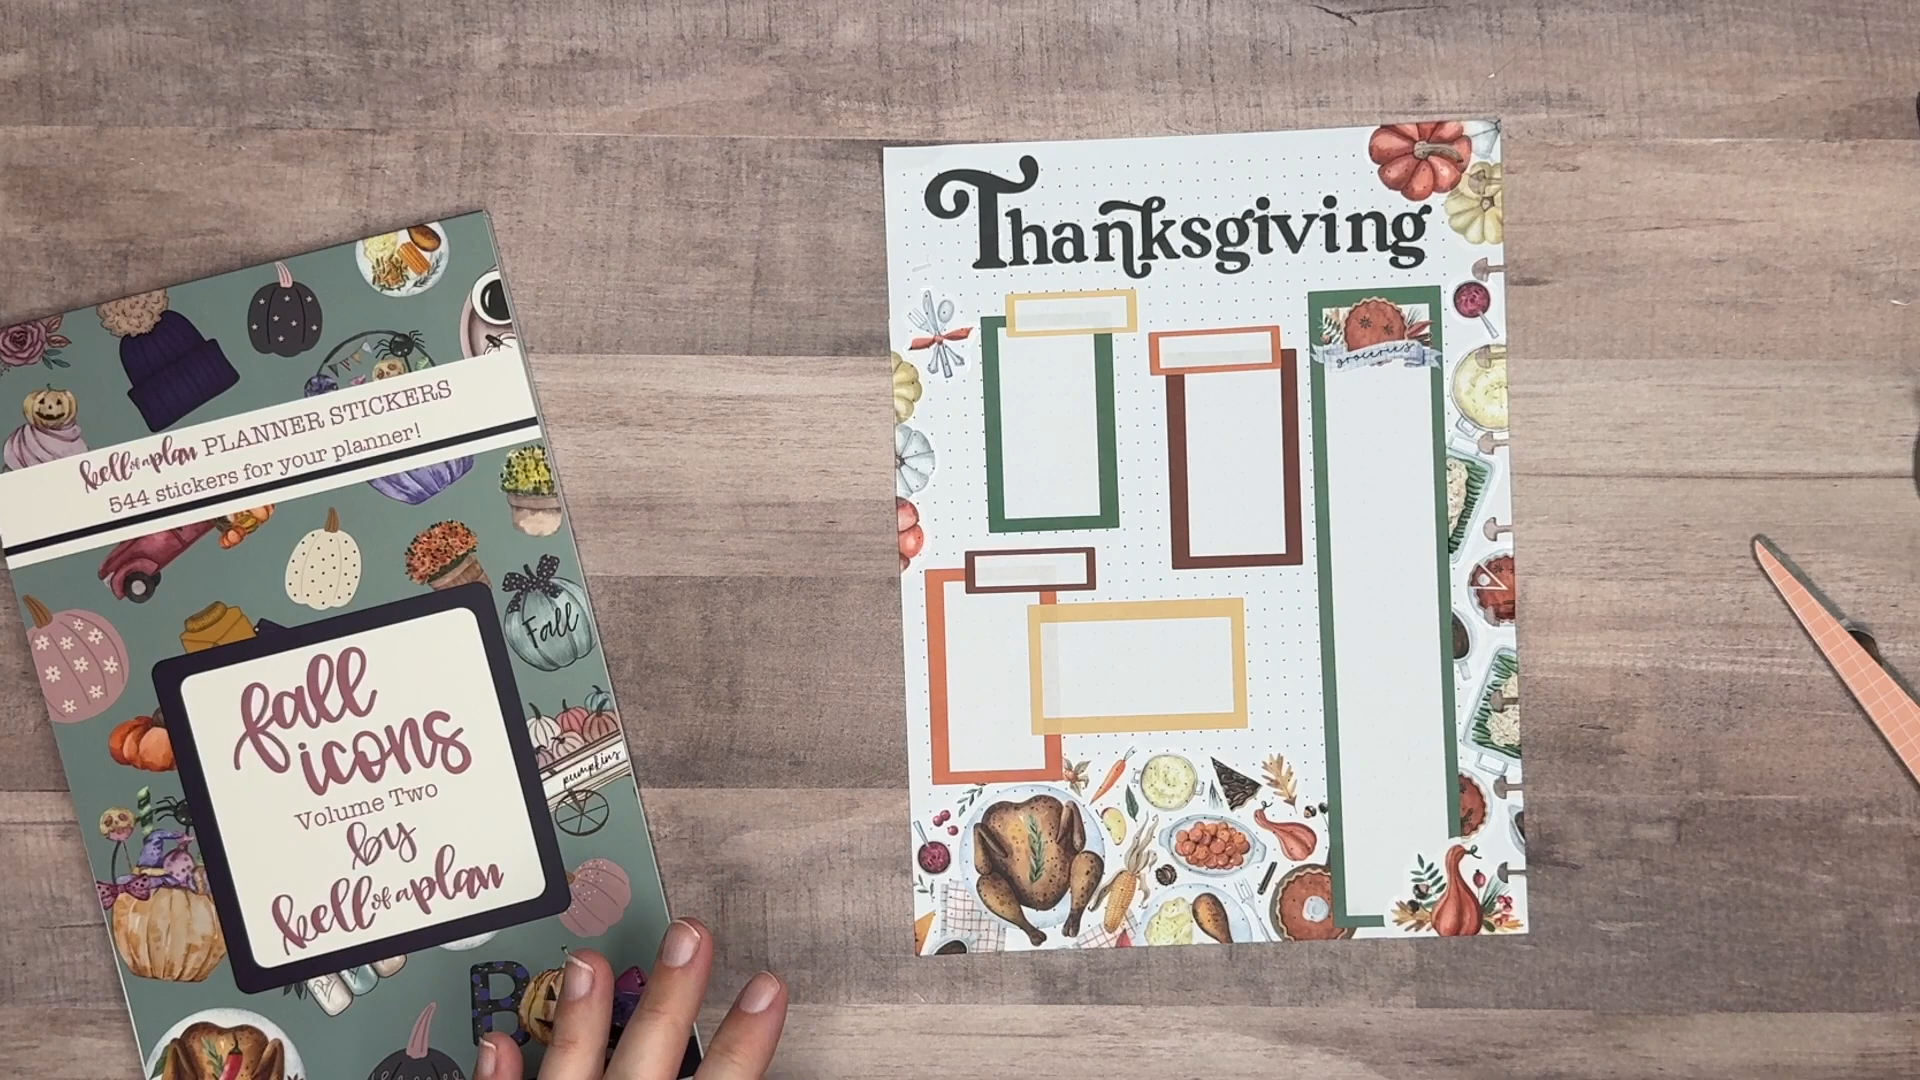 kell of a plan PLANNER STICKERS
544 stickers for your planner!
Fall
pumpkins
fall
icons
Volume Two
by
kell of a plan
Thanksgiving
groceries